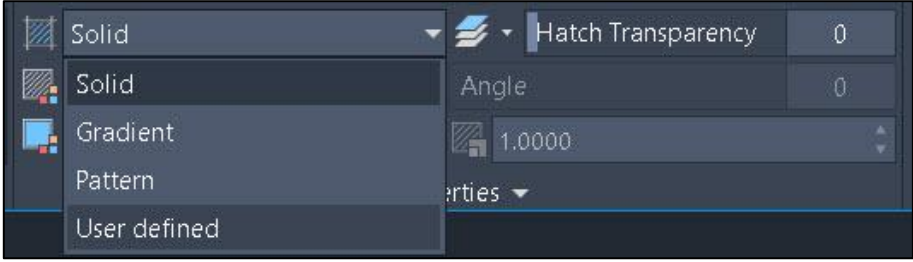 Solid
Hatch Transparency 0
Solid
Angle 0
Gradient
1.0000
Pattern
erties
User defined